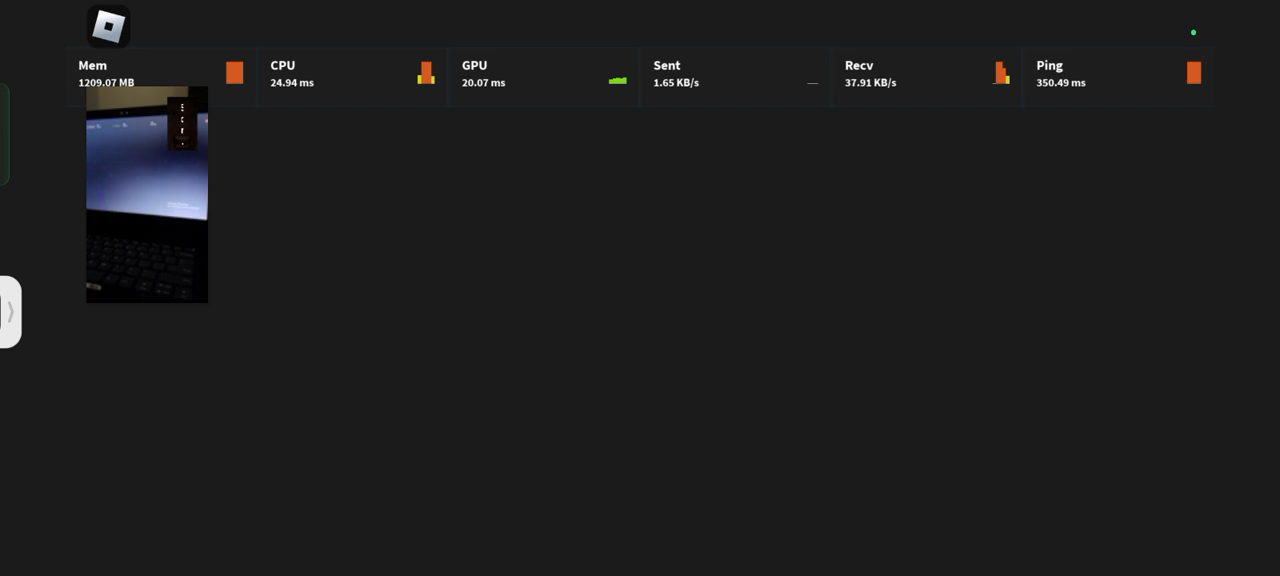 Mem CPU GPU Sent Recv Ping
1209.07 MB 24.94 ms 20.07 ms 1.65 KB/s 37.91 KB/s 350.49 ms